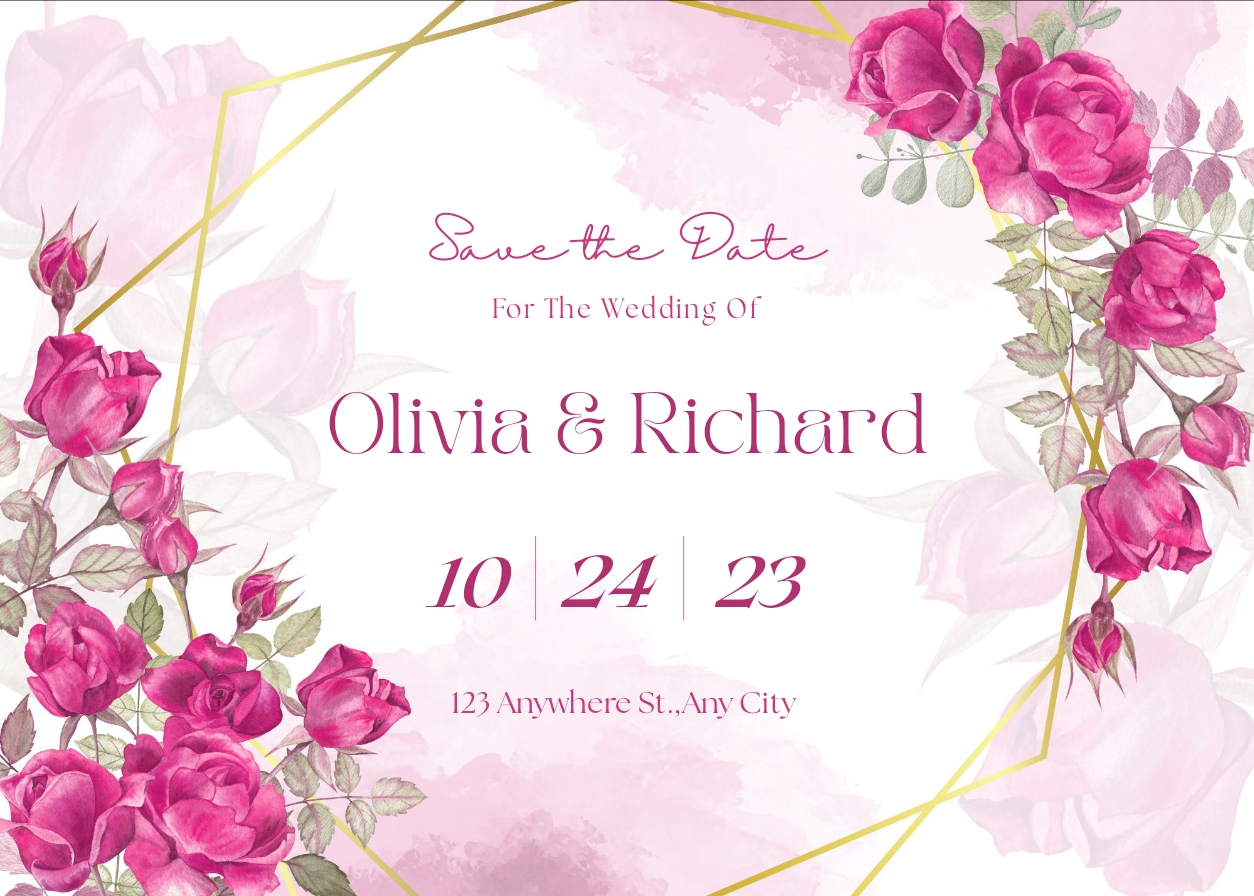 Save the Date
For The Wedding Of
Olivia & Richard
10 | 24 | 23
123 Anywhere St.,Any City